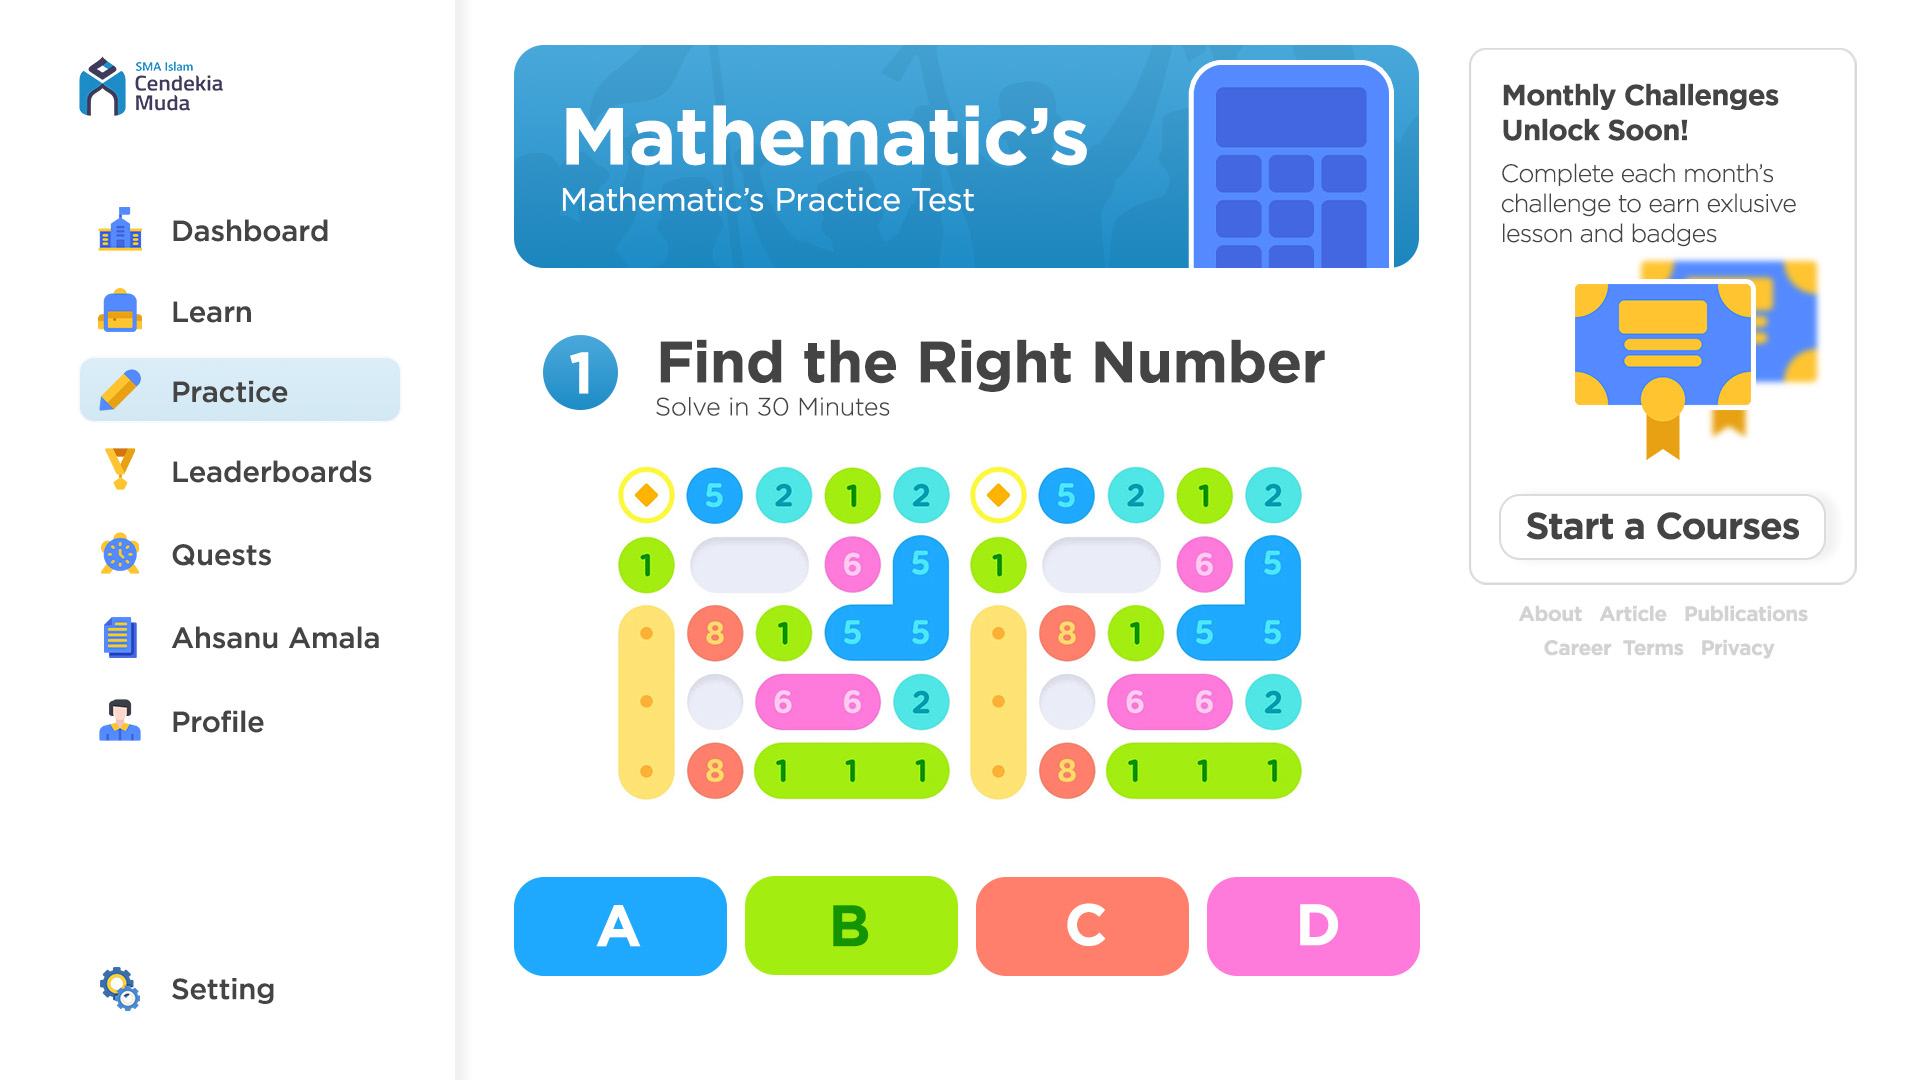 SMA Islam
Cendekia
Muda
Dashboard
Learn
Practice
Leaderboards
Quests
Ahsanu Amala
Profile
Setting
Mathematic’s
Mathematic’s Practice Test
1 Find the Right Number
Solve in 30 Minutes
5 2 1 2 5 2 1 2
1 6 5 1 6 5
8 1 5 5 8 1 5 5
6 6 2 6 6 2
8 1 1 1 8 1 1 1
A B C D
Monthly Challenges
Unlock Soon!
Complete each month’s
challenge to earn exlusive
lesson and badges
Start a Courses
About Article Publications
Career Terms Privacy